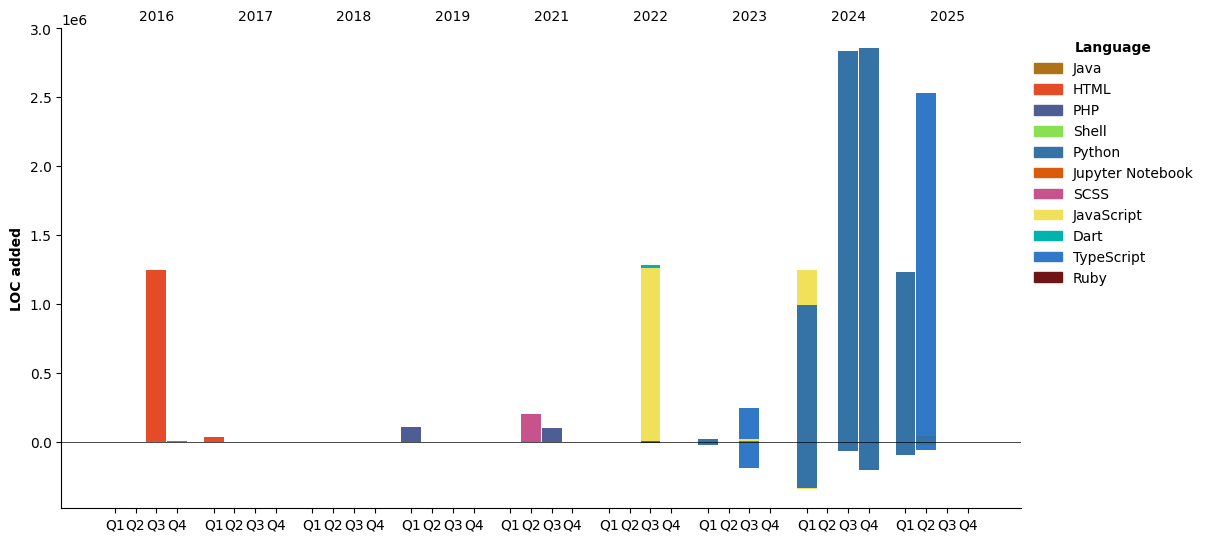 2016 2017 2018 2019 2021 2022 2023 2024 2025
1e6
3.0
2.5
2.0
1.5
1.0
0.5
0.0
LOC added
Q1 Q2 Q3 Q4 Q1 Q2 Q3 Q4 Q1 Q2 Q3 Q4 Q1 Q2 Q3 Q4 Q1 Q2 Q3 Q4 Q1 Q2 Q3 Q4 Q1 Q2 Q3 Q4 Q1 Q2 Q3 Q4 Q1 Q2 Q3 Q4
Language
Java
HTML
PHP
Shell
Python
Jupyter Notebook
SCSS
JavaScript
Dart
TypeScript
Ruby